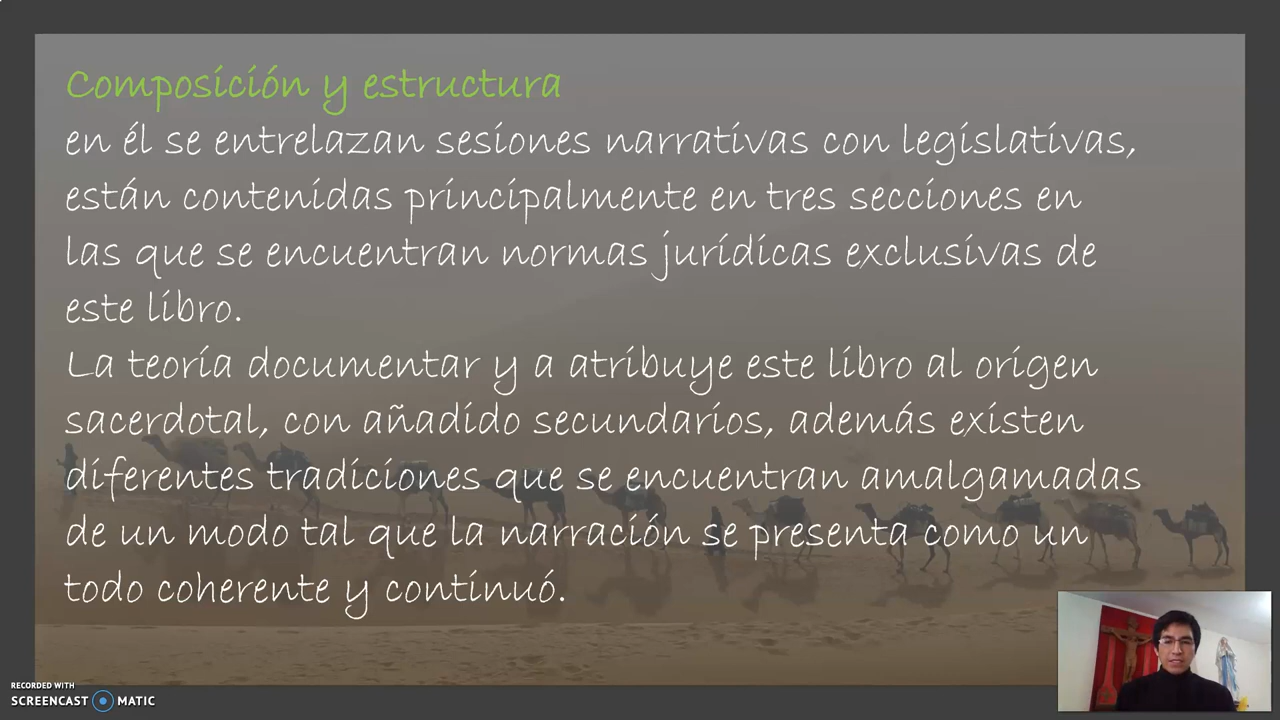 Composición y estructura
en él se entrelazan sesiones narrativas con legislativas,
están contenidas principalmente en tres secciones en
las que se encuentran normas jurídicas exclusivas de
este libro.
La teoría documentar y a atribuye este libro al origen
sacerdotal, con añadido secundarios, además existen
diferentes tradiciones que se encuentran amalgamadas
de un modo tal que la narración se presenta como un
todo coherente y continuó.
RECORDED WITH
SCREENCAST MATIC